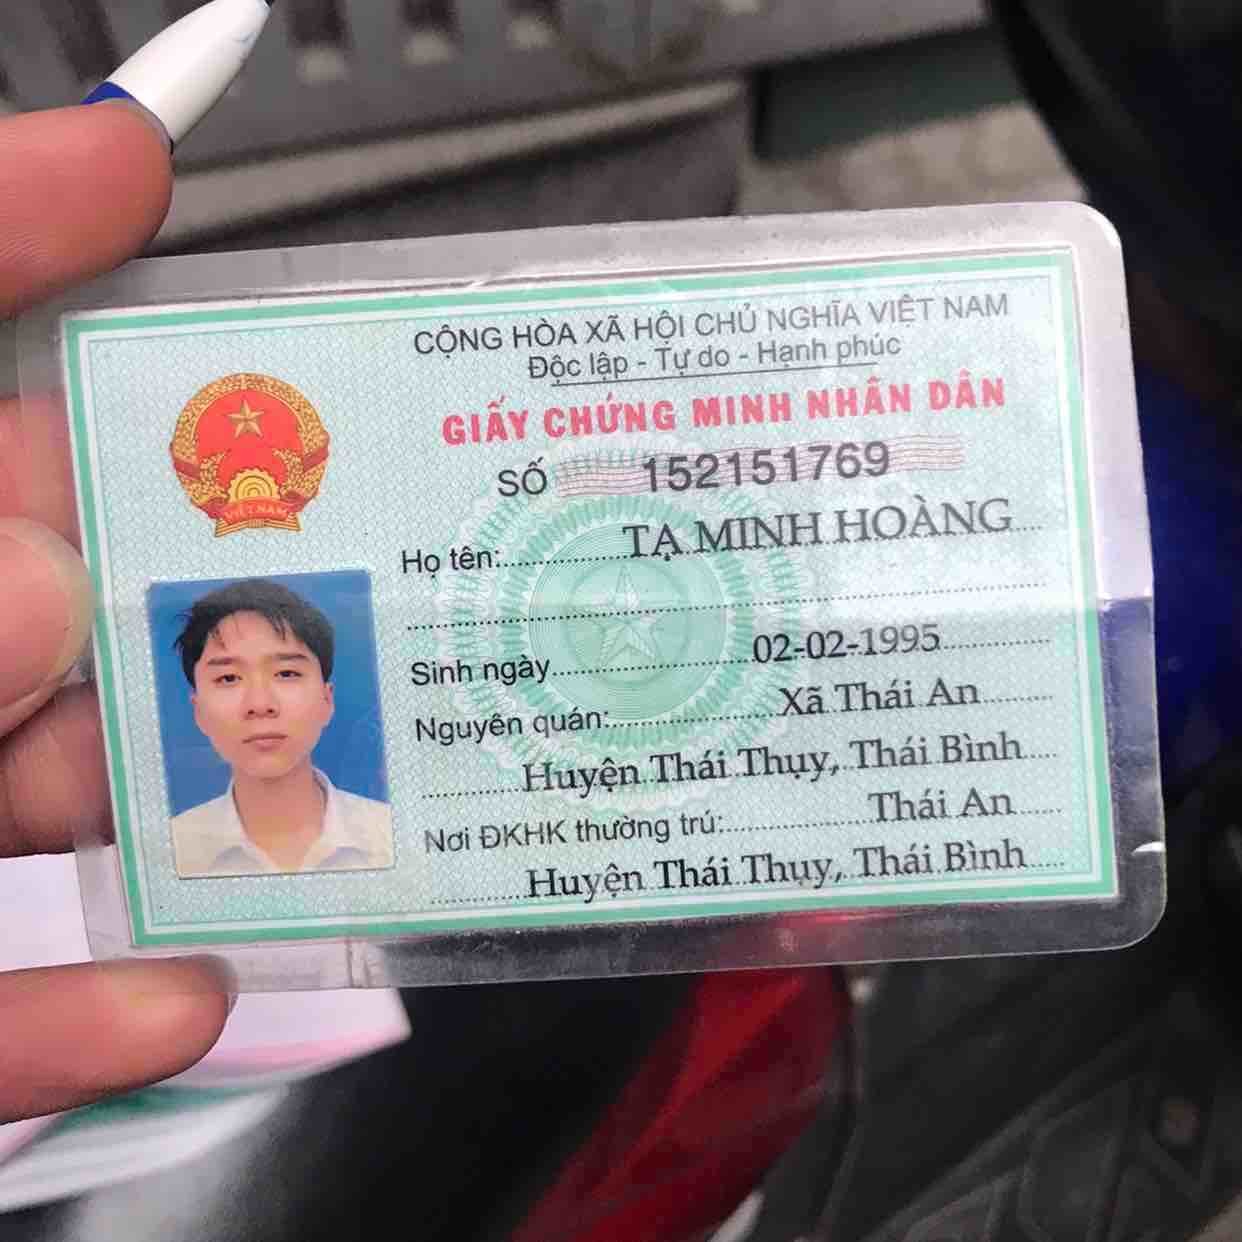 CỘNG HÒA XÃ HỘI CHỦ NGHĨA VIỆT NAM
Độc lập - Tự do - Hạnh phúc
GIẤY CHỨNG MINH NHÂN DÂN
SỐ 152151769
Họ tên: TẠ MINH HOÀNG
Sinh ngày 02-02-1995
Nguyên quán: Xã Thái An
Huyện Thái Thụy, Thái Bình
Nơi ĐKHK thường trú: Thái An
Huyện Thái Thụy, Thái Bình
VIỆT NAM